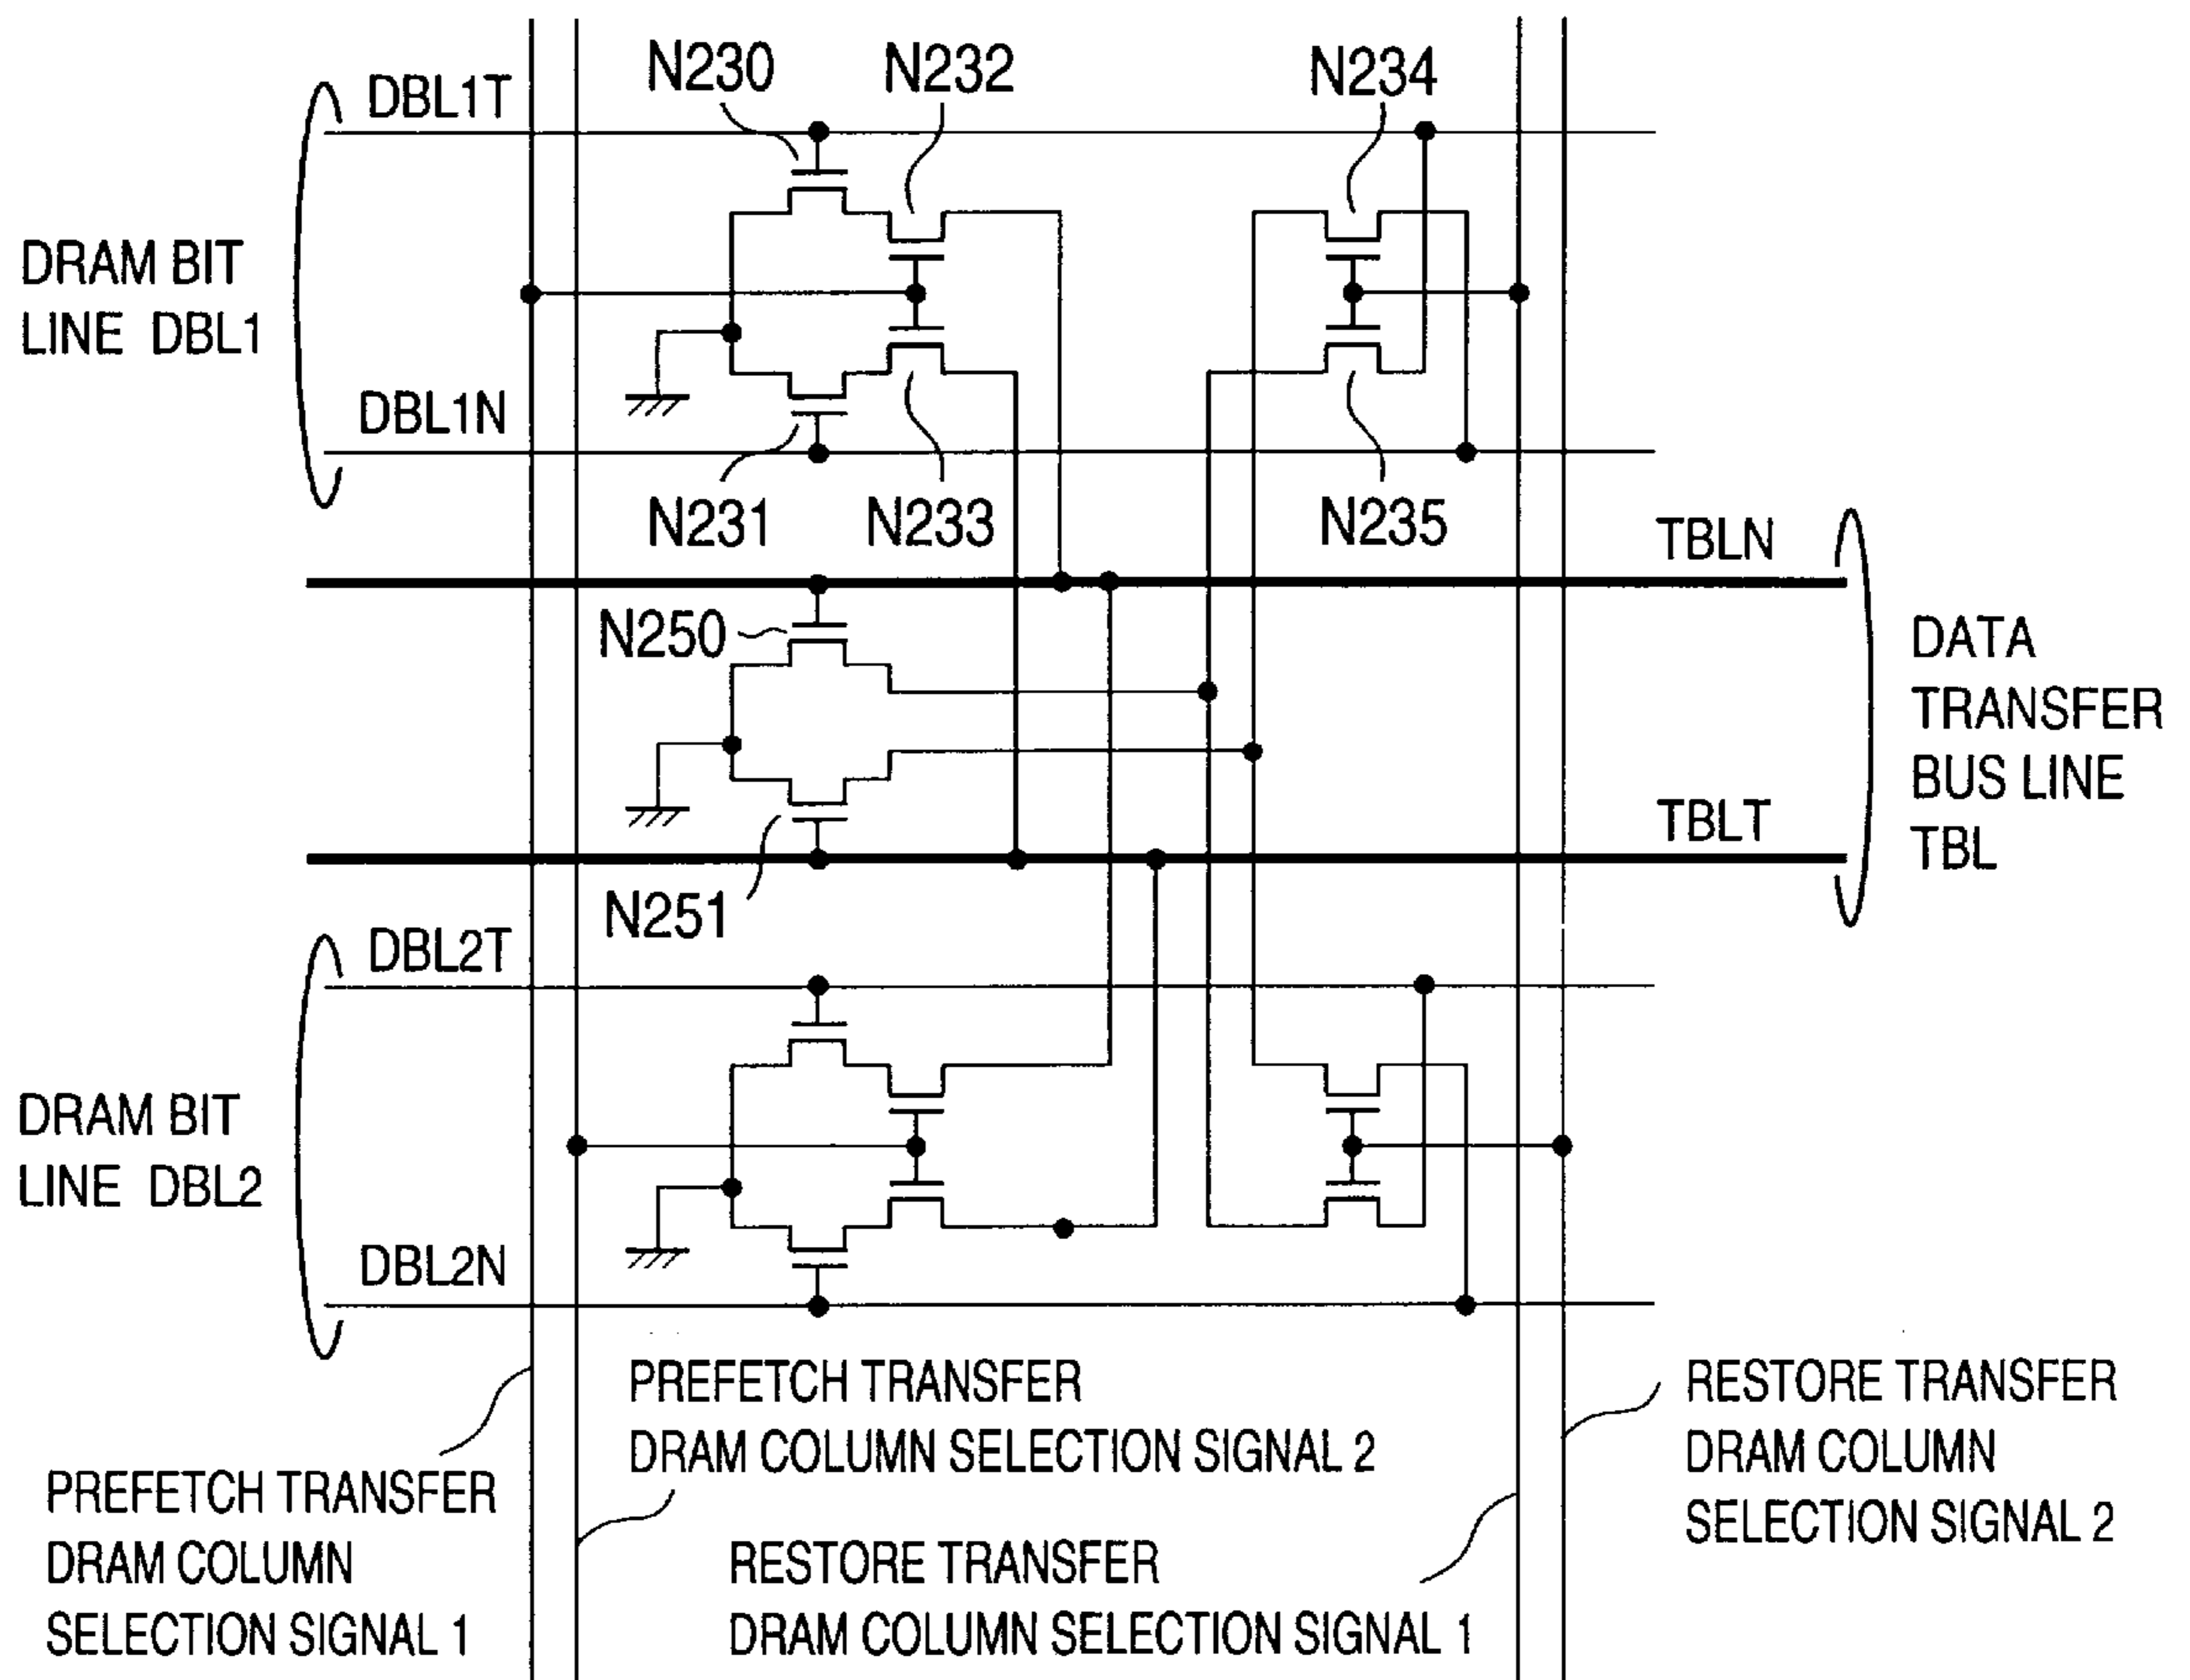 N230
N232
N234
DBL1T
DRAM BIT
LINE DBL1
DBL1N
N231
N233
N235
TBLN
N250
DATA
TRANSFER
BUS LINE
TBL
TBLT
N251
DBL2T
DRAM BIT
LINE DBL2
DBL2N
PREFETCH TRANSFER
DRAM COLUMN SELECTION SIGNAL 2
RESTORE TRANSFER
DRAM COLUMN
SELECTION SIGNAL 2
PREFETCH TRANSFER
DRAM COLUMN
SELECTION SIGNAL 1
RESTORE TRANSFER
DRAM COLUMN SELECTION SIGNAL 1